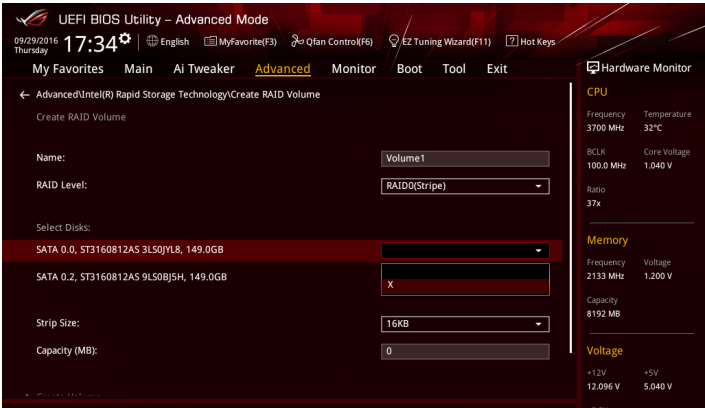 UEFI BIOS Utility – Advanced Mode
09/29/2016 Thursday 17:34 English MyFavorite(F3) Qfan Control(F6) EZ Tuning Wizard(F11) ? Hot Keys
My Favorites Main Ai Tweaker Advanced Monitor Boot Tool Exit
← Advanced\Intel(R) Rapid Storage Technology\Create RAID Volume
Create RAID Volume
Name: Volume1
RAID Level: RAID0(Stripe)
Select Disks:
SATA 0.0, ST3160812AS 3LS0JYL8, 149.0GB
SATA 0.2, ST3160812AS 9LS0BJ5H, 149.0GB
X
Strip Size: 16KB
Capacity (MB): 0
Create Volume
Hardware Monitor
CPU
Frequency Temperature
3700 MHz 32°C
BCLK Core Voltage
100.0 MHz 1.040 V
Ratio
37x
Memory
Frequency Voltage
2133 MHz 1.200 V
Capacity
8192 MB
Voltage
+12V +5V
12.096 V 5.040 V